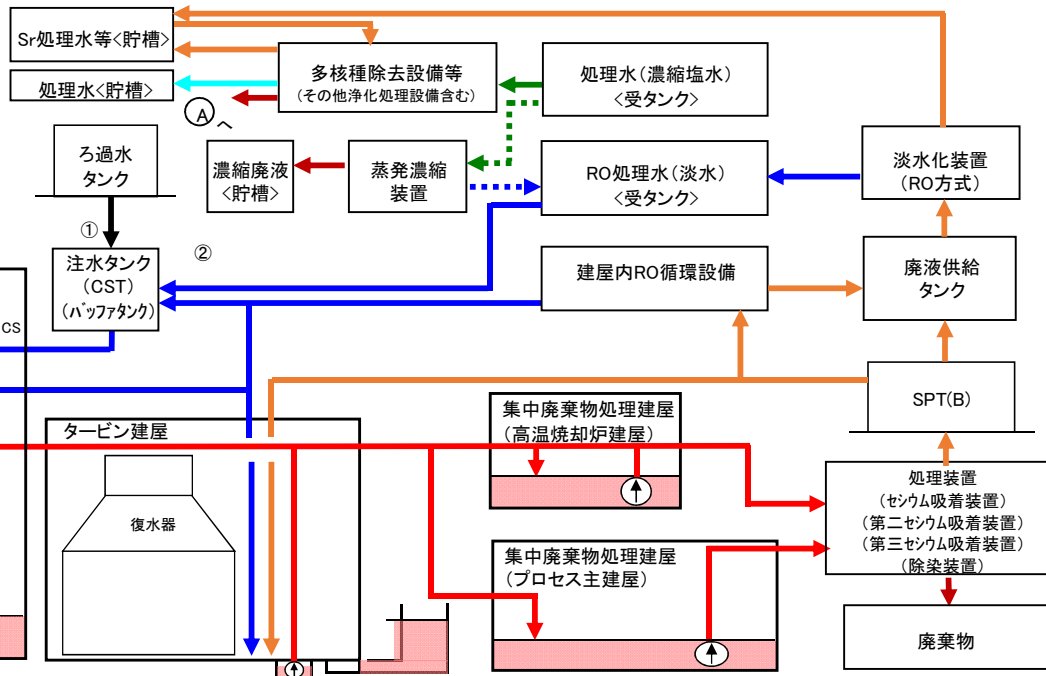 Sr処理水等<貯槽>
処理水<貯槽>
多核種除去設備等
(その他浄化処理設備含む)
処理水(濃縮塩水)
<受タンク>
A
へ
ろ過水
タンク
濃縮廃液
<貯槽>
蒸発濃縮
装置
RO処理水(淡水)
<受タンク>
淡水化装置
(RO方式)
①
②
注水タンク
(CST)
(バッファタンク)
建屋内RO循環設備
廃液供給
タンク
CS
SPT(B)
タービン建屋
復水器
集中廃棄物処理建屋
(高温焼却炉建屋)
集中廃棄物処理建屋
(プロセス主建屋)
処理装置
(セシウム吸着装置)
(第二セシウム吸着装置)
(第三セシウム吸着装置)
(除染装置)
廃棄物